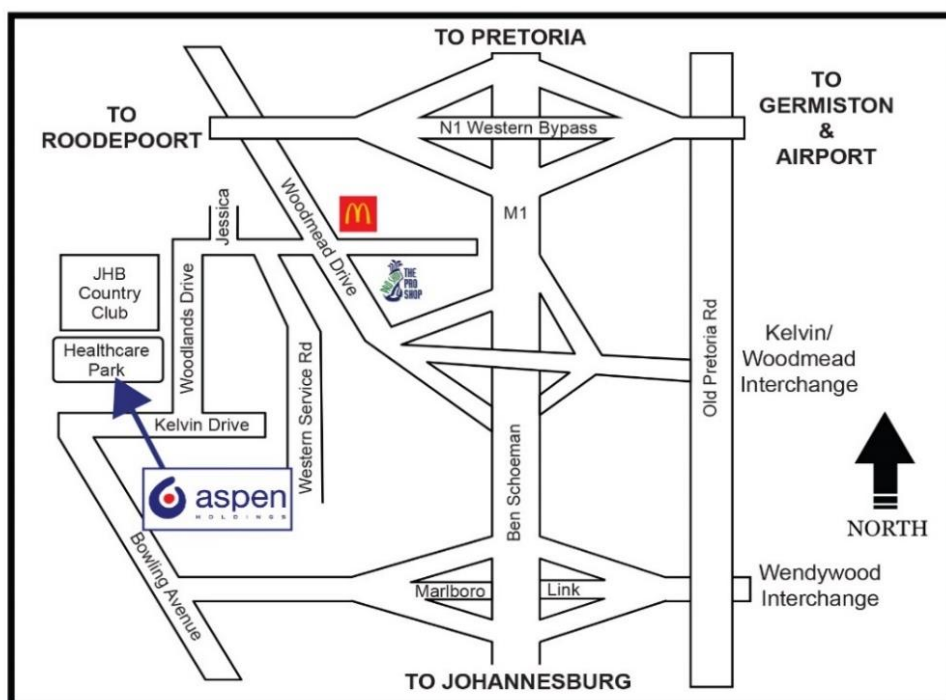 TO PRETORIA
TO
ROODEPOORT
N1 Western Bypass
TO
GERMISTON
&
AIRPORT
Jessica
Woodmead Drive
M1
THE
PRO
SHOP
JHB
Country
Club
Woodlands Drive
Healthcare
Park
Western Service Rd
Old Pretoria Rd
Kelvin/
Woodmead
Interchange
Kelvin Drive
aspen
HOLDINGS
Ben Schoeman
NORTH
Bowling Avenue
Marlboro
Link
Wendywood
Interchange
TO JOHANNESBURG